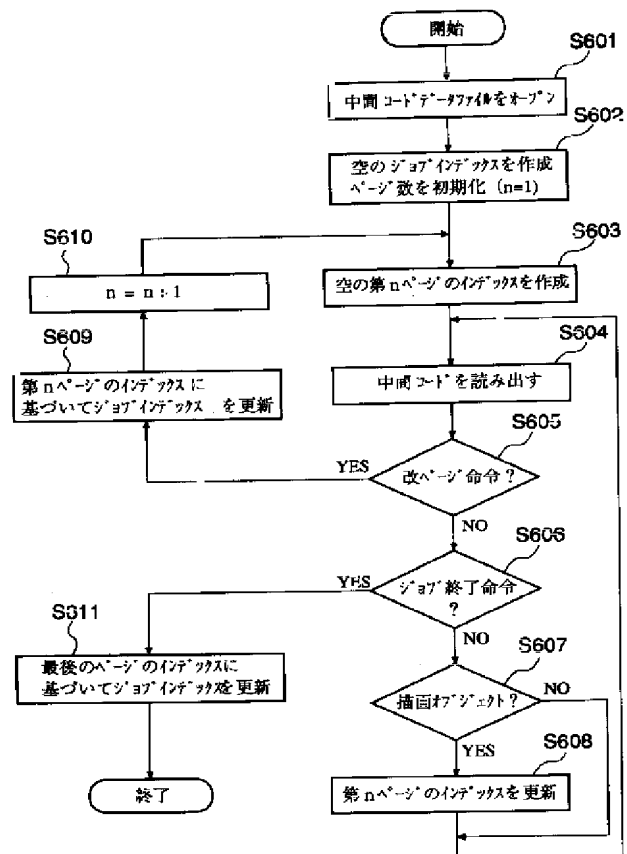 開始
S601
中間コードデータファイルをオープン
S602
空のジョブインデックスを作成
ページ数を初期化 (n=1)
S603
空の第nページのインデックスを作成
S610
n = n + 1
S609
第nページのインデックスに
基づいてジョブインデックス を更新
S604
中間コードを読み出す
S605
改ページ命令?
YES
NO
S606
ジョブ終了命令
?
YES
NO
S611
最後のページのインデックスに
基づいてジョブインデックスを更新
終了
S607
描画オブジェクト?
NO
YES
S608
第nページのインデックスを更新